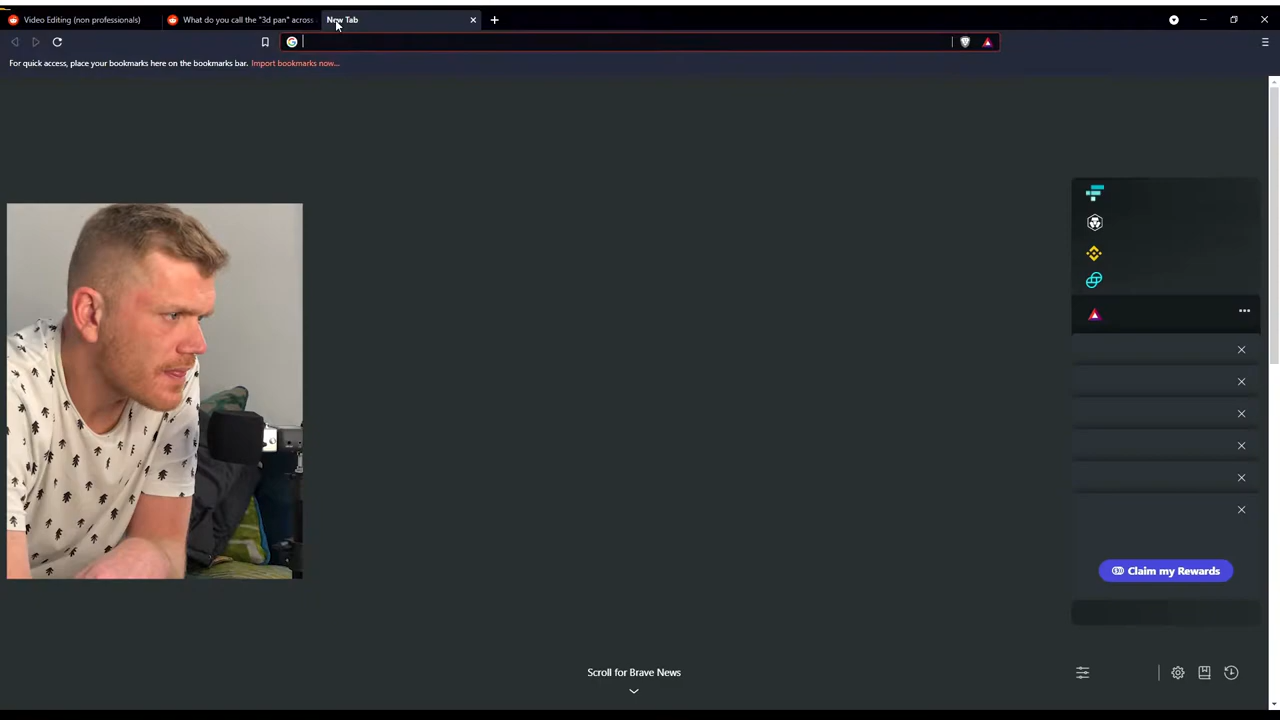 Video Editing (non professionals)
What do you call the "3d pan" across
New Tab
For quick access, place your bookmarks here on the bookmarks bar. Import bookmarks now...
Claim my Rewards
Scroll for Brave News